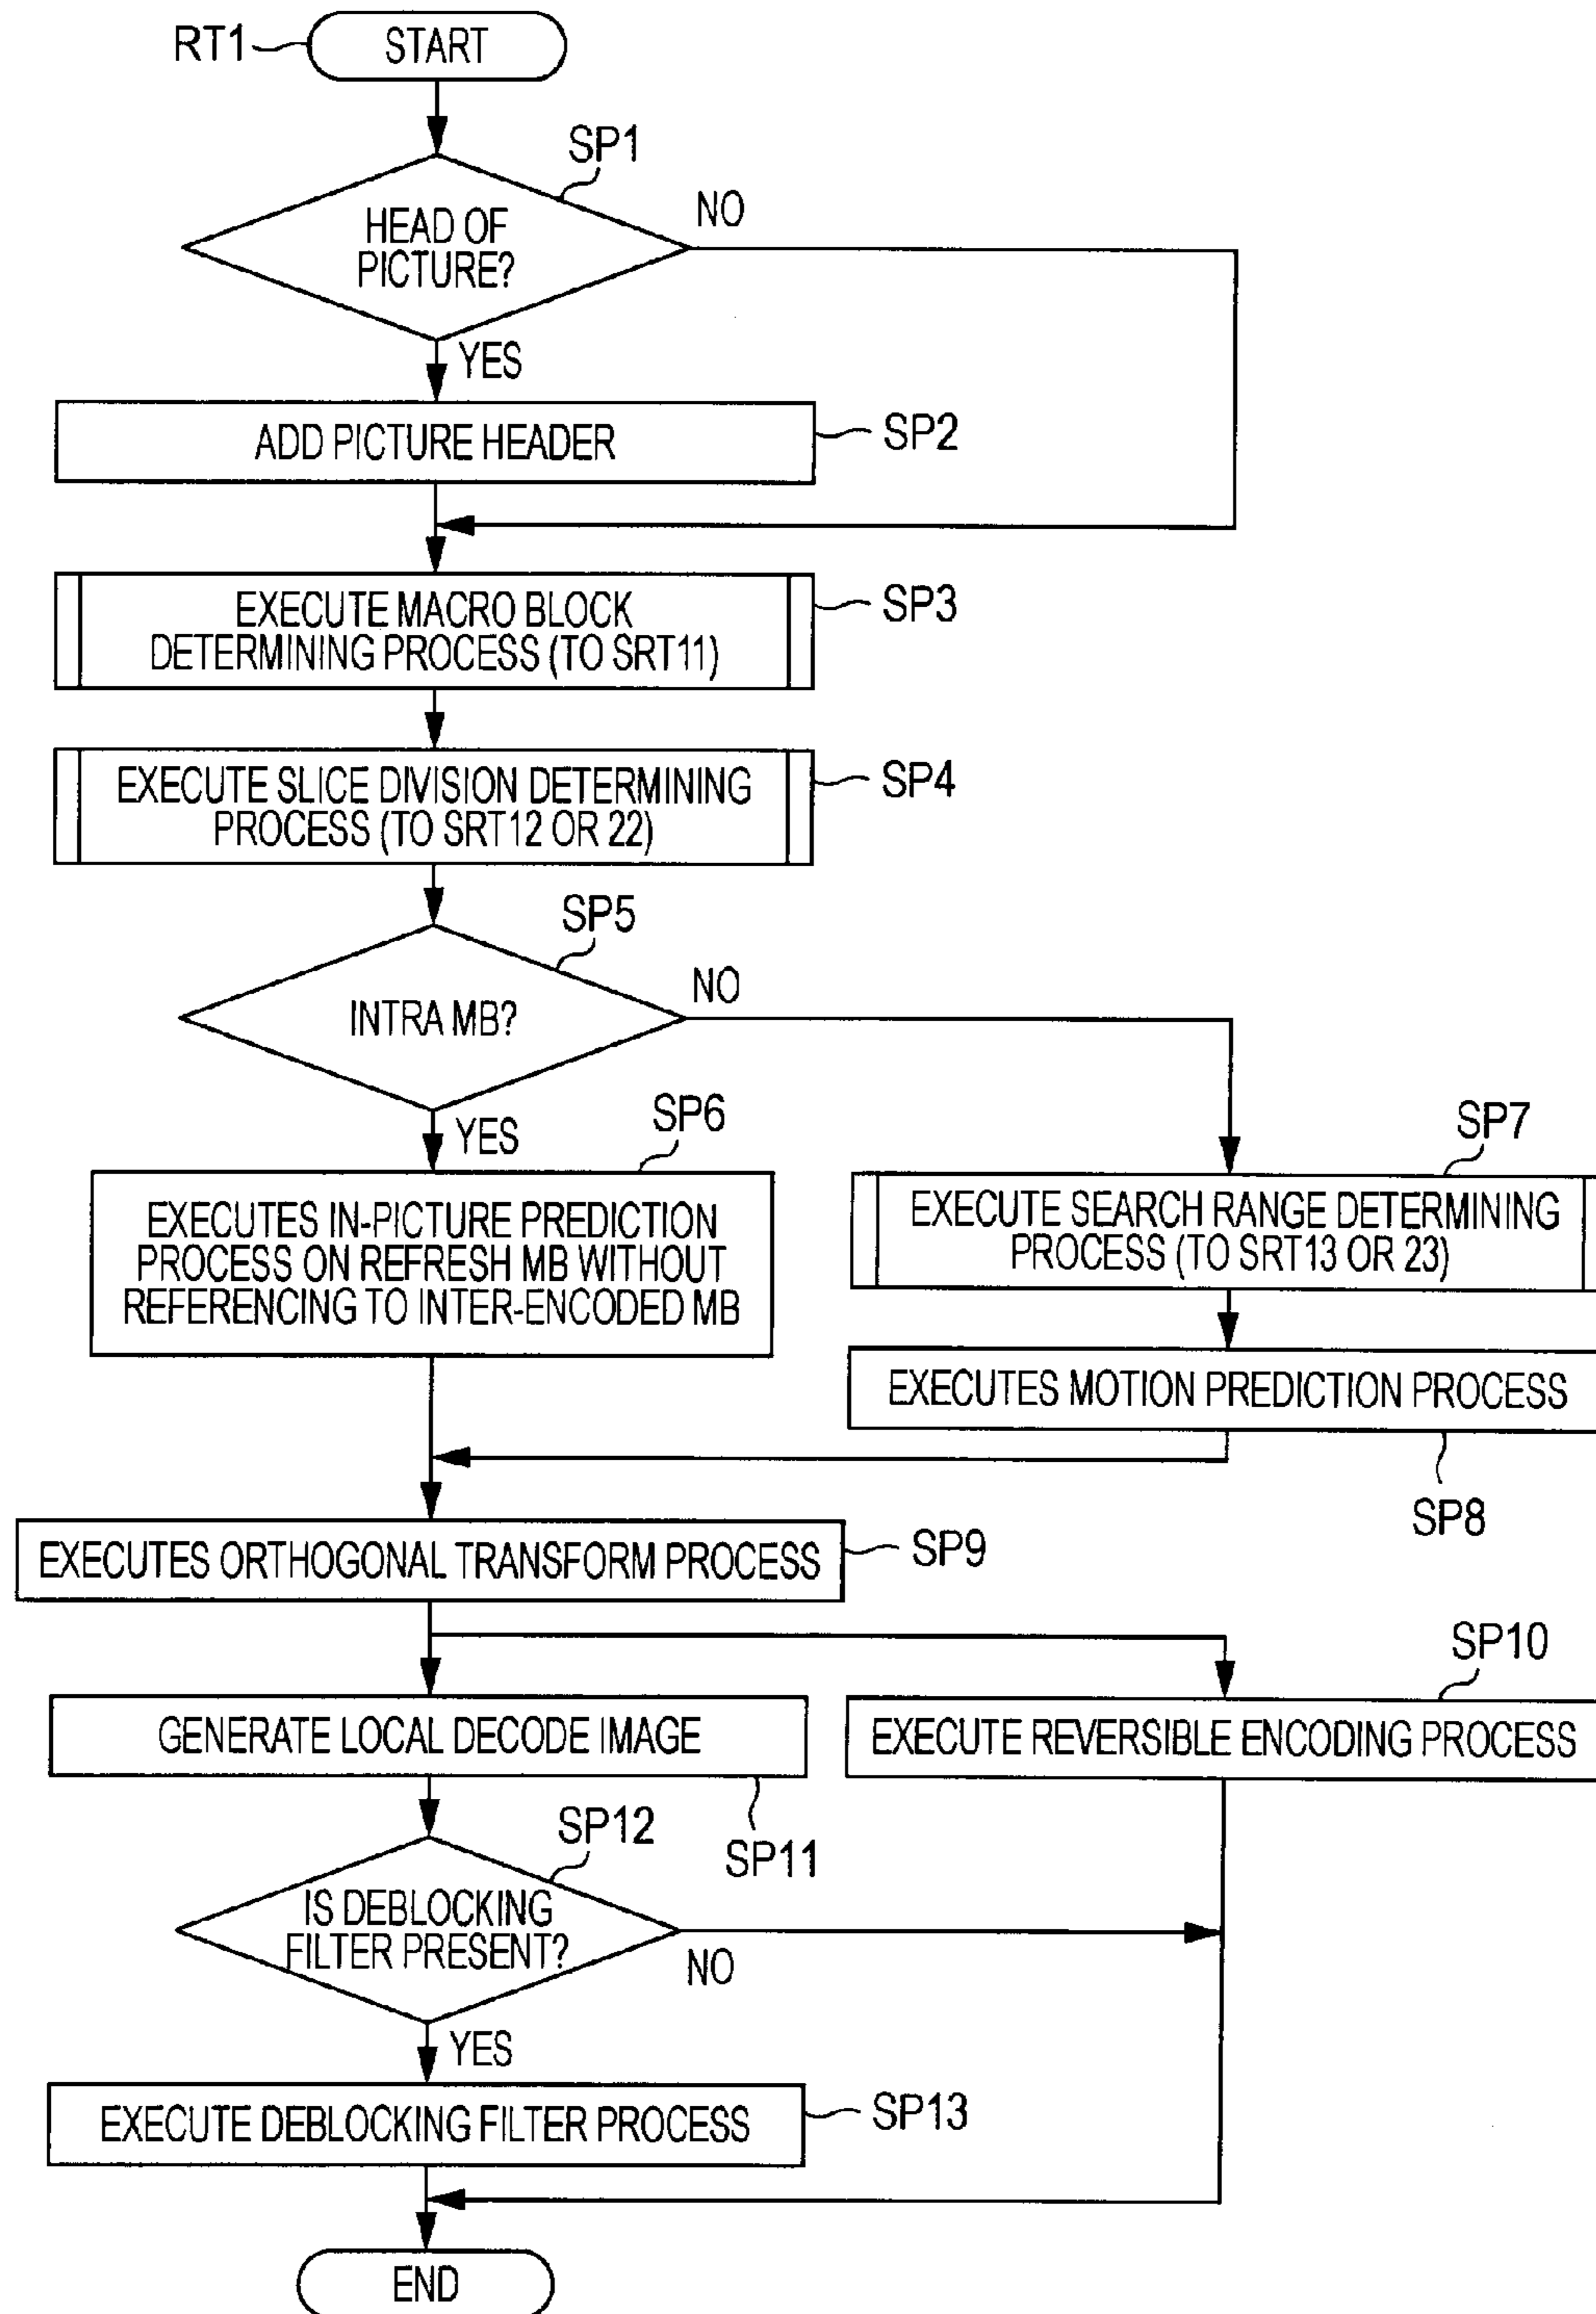 RT1
START
SP1
HEAD OF
PICTURE?
NO
YES
ADD PICTURE HEADER
SP2
EXECUTE MACRO BLOCK
DETERMINING PROCESS (TO SRT11)
SP3
EXECUTE SLICE DIVISION DETERMINING
PROCESS (TO SRT12 OR 22)
SP4
SP5
INTRA MB?
NO
YES
SP6
EXECUTES IN-PICTURE PREDICTION
PROCESS ON REFRESH MB WITHOUT
REFERENCING TO INTER-ENCODED MB
SP7
EXECUTE SEARCH RANGE DETERMINING
PROCESS (TO SRT13 OR 23)
EXECUTES MOTION PREDICTION PROCESS
SP8
EXECUTES ORTHOGONAL TRANSFORM PROCESS
SP9
SP10
GENERATE LOCAL DECODE IMAGE
EXECUTE REVERSIBLE ENCODING PROCESS
SP11
SP12
IS DEBLOCKING
FILTER PRESENT?
NO
YES
EXECUTE DEBLOCKING FILTER PROCESS
SP13
END